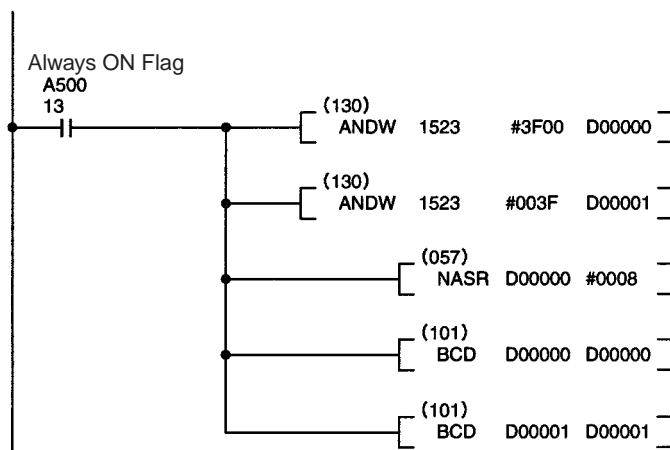 Always ON Flag
A500
13
(130)
ANDW 1523 #3F00 D00000
(130)
ANDW 1523 #003F D00001
(057)
NASR D00000 #0008
(101)
BCD D00000 D00000
(101)
BCD D00001 D00001